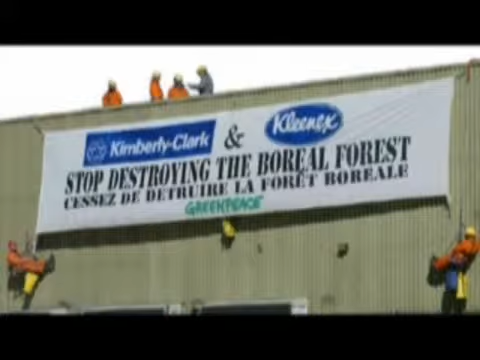 Kimberly-Clark & Kleenex
STOP DESTROYING THE BOREAL FOREST
CESSEZ DE DETRUIRE LA FORÊT BOREALE
GREENPEACE